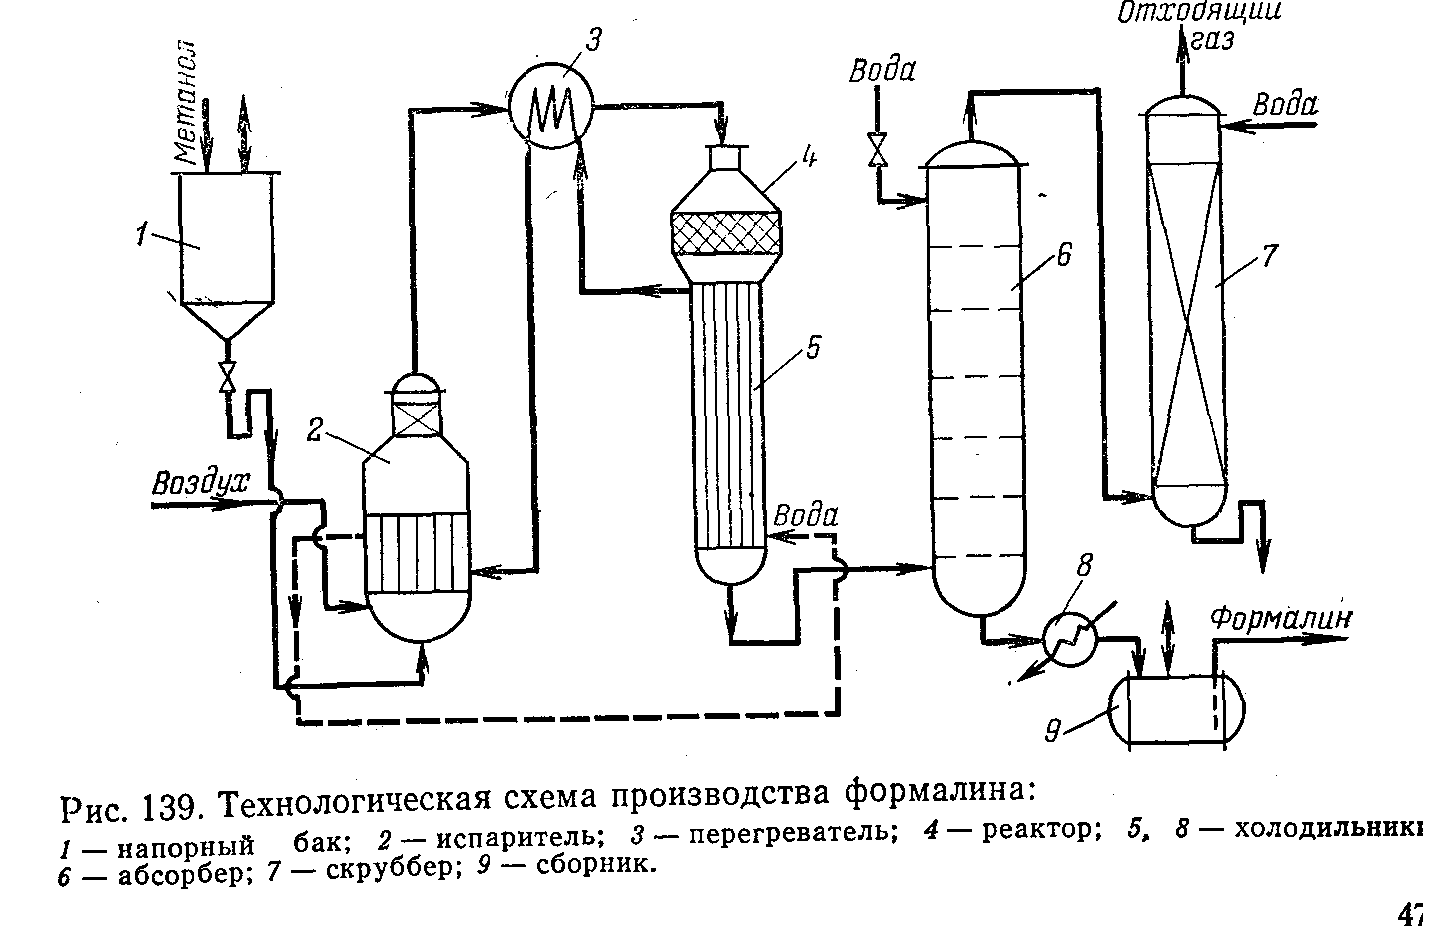 Метанол
1
2
3
4
5
6
7
8
9
Воздух
Вода
Вода
Отходящий
газ
Вода
Формалин
Рис. 139. Технологическая схема производства формалина:
1 — напорный бак; 2 — испаритель; 3 — перегреватель; 4 — реактор; 5, 8 — холодильники
6 — абсорбер; 7 — скруббер; 9 — сборник.